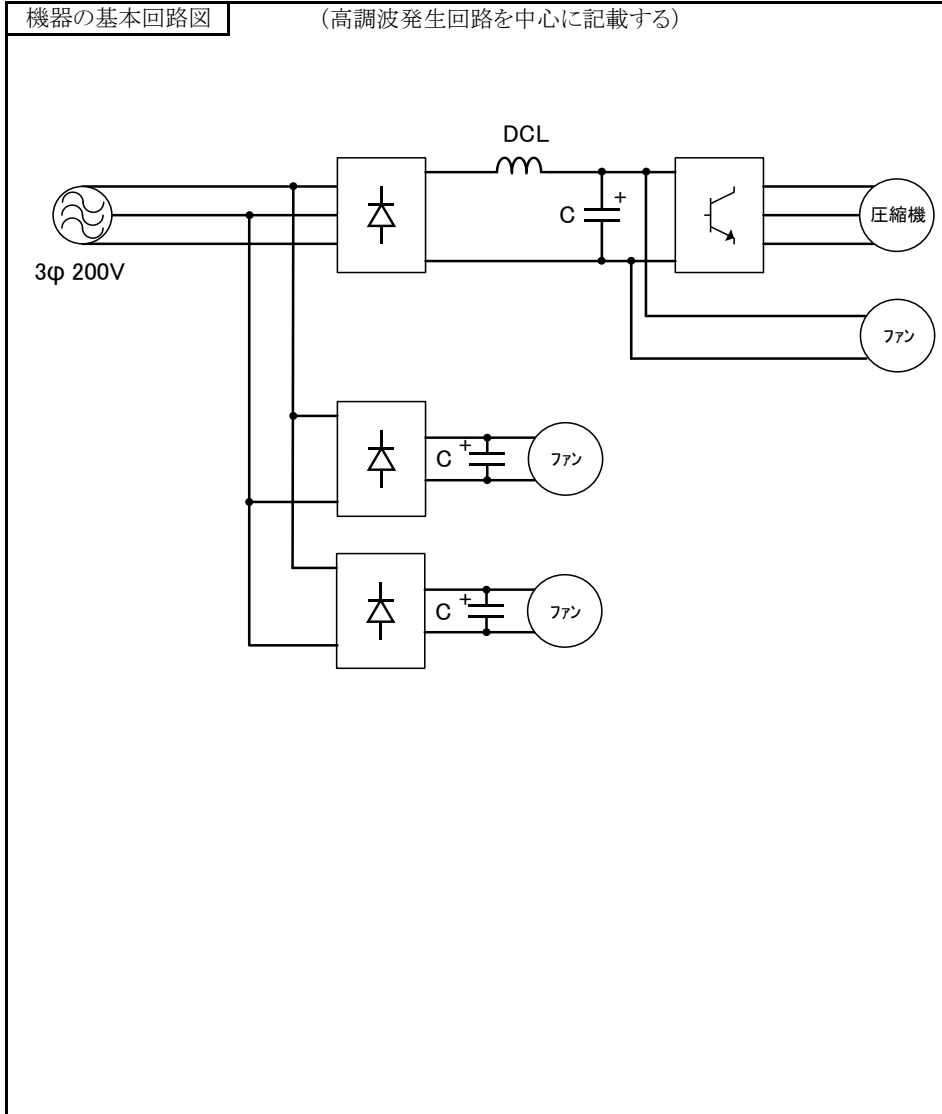 機器の基本回路図
（高調波発生回路を中心に記載する）
DCL
C +
圧縮機
3φ 200V
ファン
C +
ファン
C +
ファン